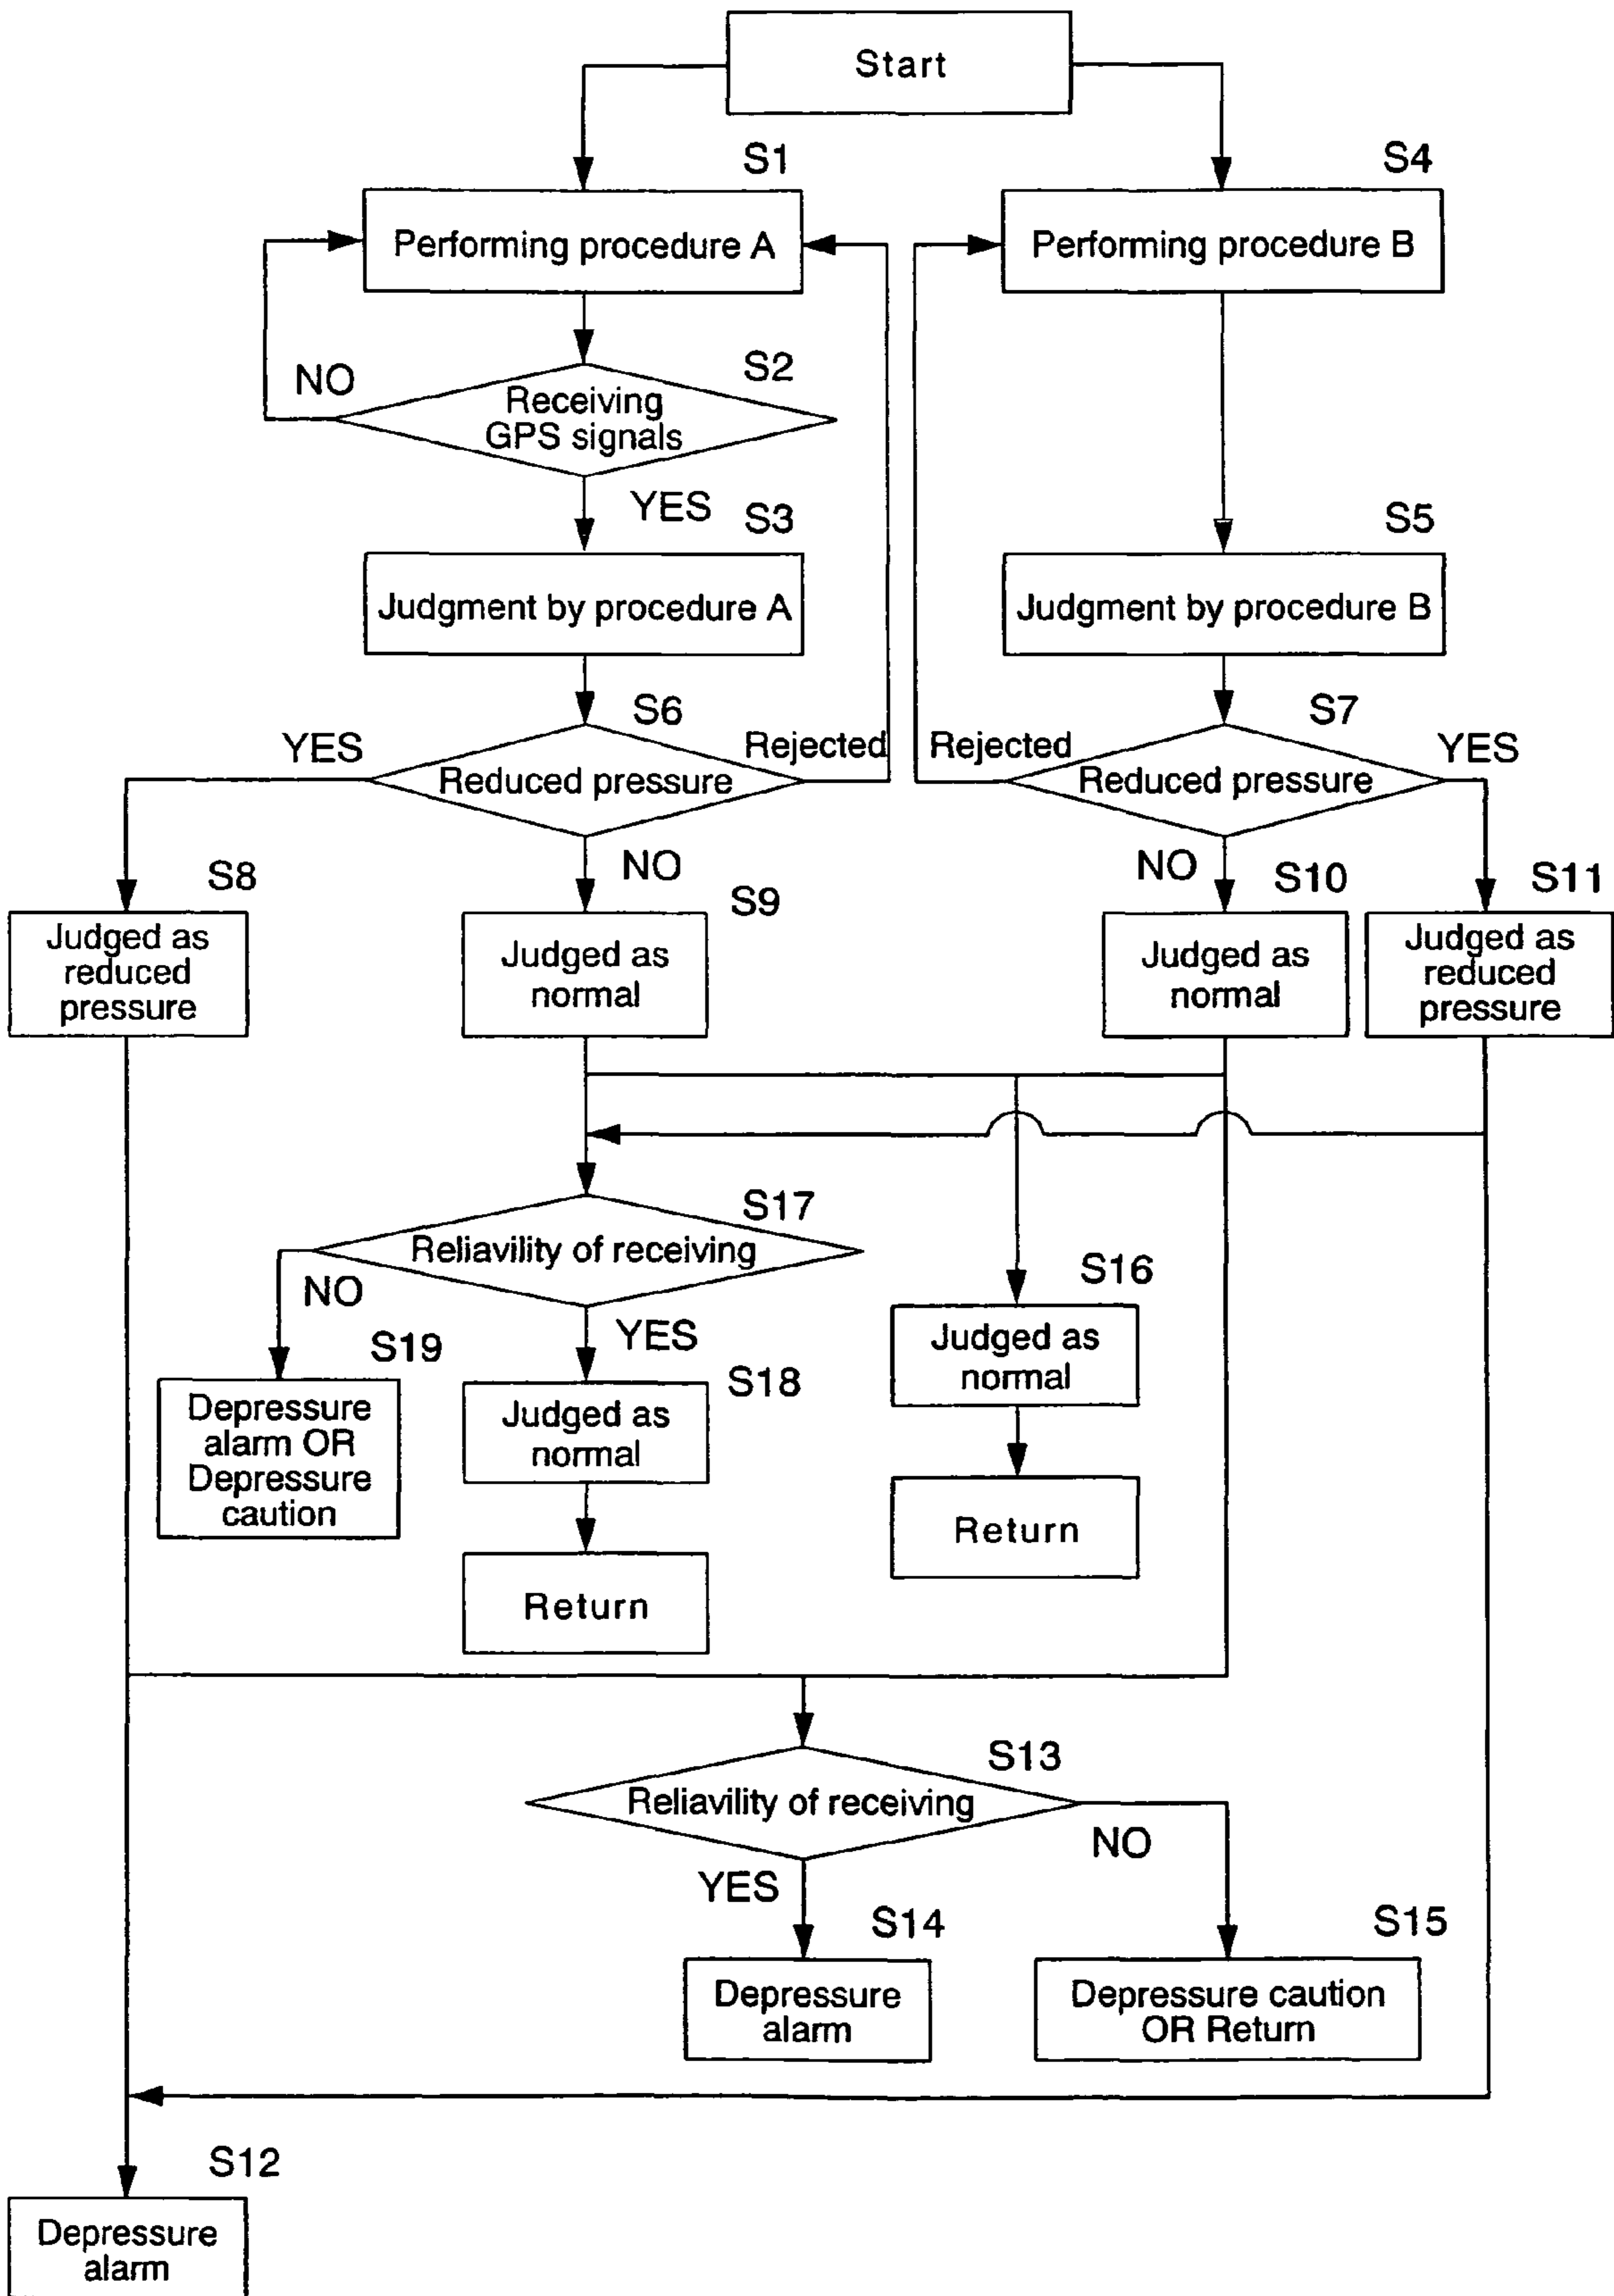 Start
S1
S4
Performing procedure A
Performing procedure B
S2
NO
Receiving
GPS signals
YES
S3
S5
Judgment by procedure A
Judgment by procedure B
S6
S7
YES
Rejected
Rejected
YES
Reduced pressure
Reduced pressure
NO
NO
S8
S9
S10
S11
Judged as
reduced
pressure
Judged as
normal
Judged as
normal
Judged as
reduced
pressure
S17
Reliavility of receiving
NO
YES
S16
Judged as
normal
S19
S18
Depressure
alarm OR
Depressure
caution
Judged as
normal
Return
Return
S13
Reliavility of receiving
NO
YES
S14
S15
Depressure
alarm
Depressure caution
OR Return
S12
Depressure
alarm